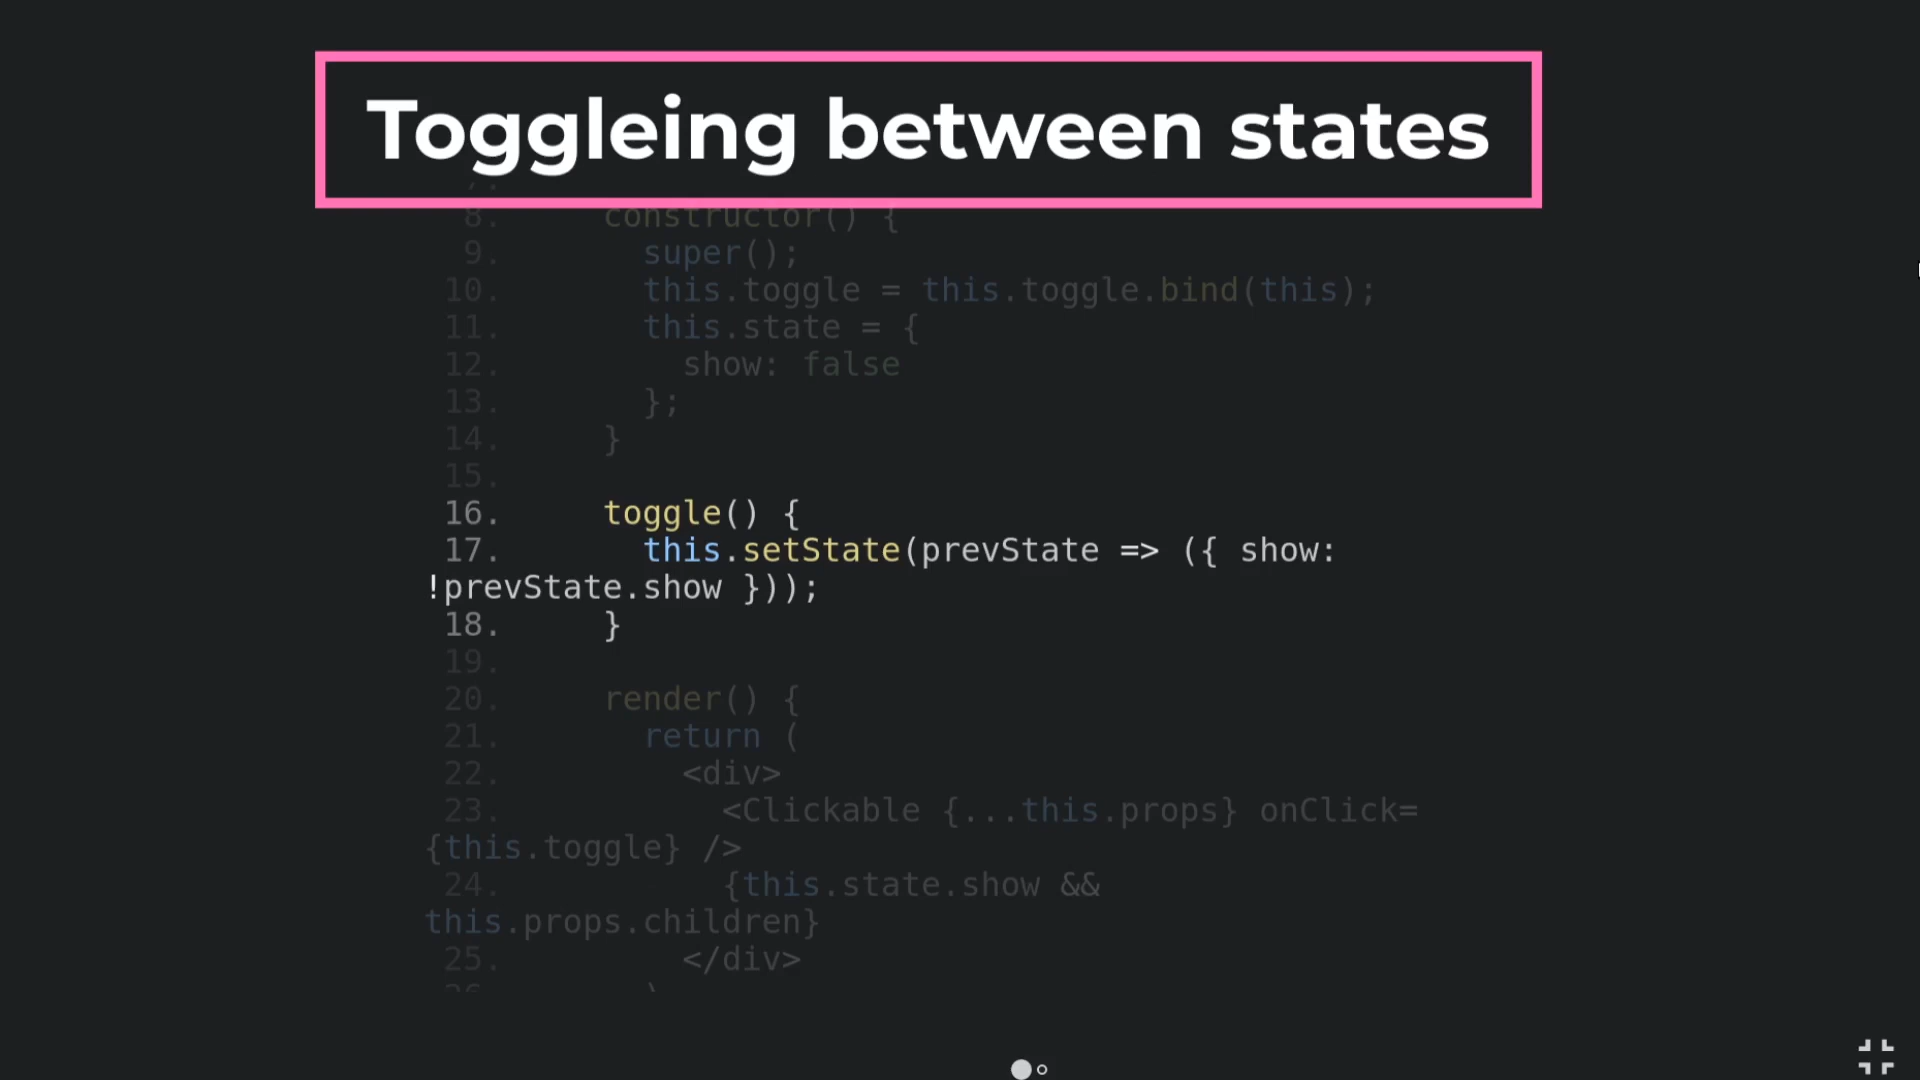 Toggleing between states
8. constructor() {
9. super();
10. this.toggle = this.toggle.bind(this);
11. this.state = {
12. show: false
13. };
14. }
15.
16. toggle() {
17. this.setState(prevState => ({ show:
!prevState.show }));
18. }
19.
20. render() {
21. return (
22. <div>
23. <Clickable {...this.props} onClick=
{this.toggle} />
24. {this.state.show &&
this.props.children}
25. </div>